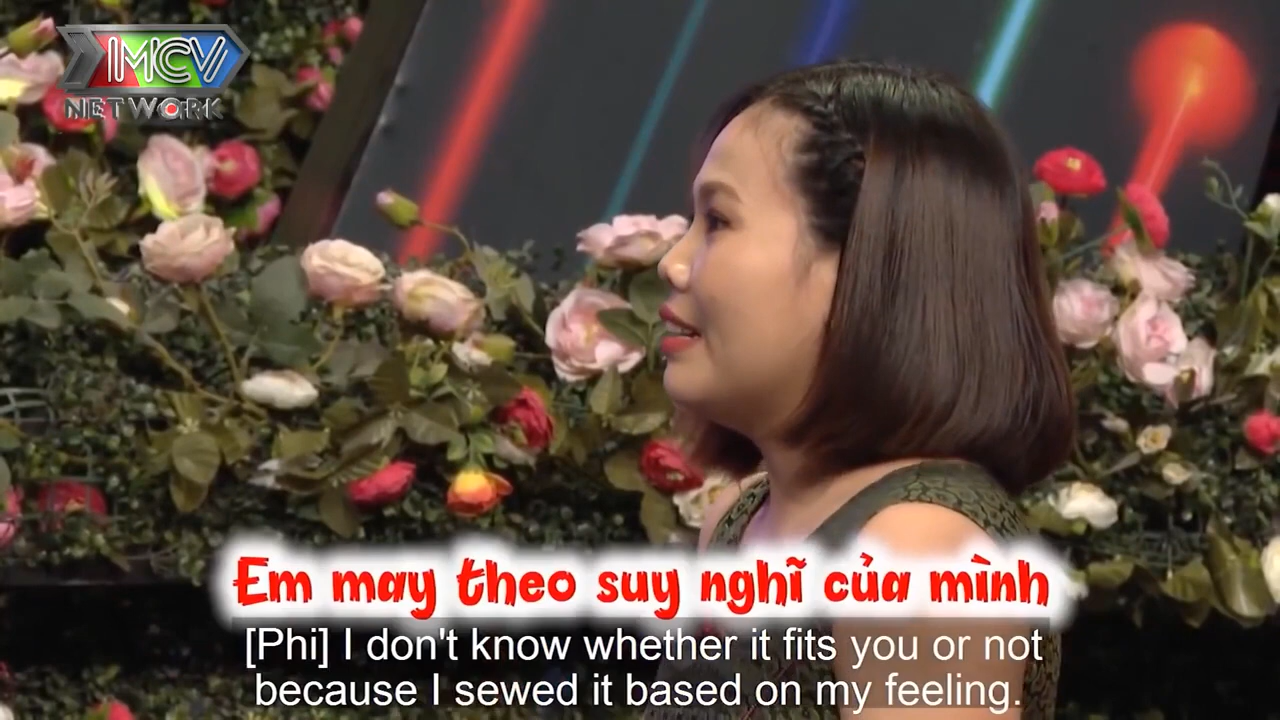 MCV
NETWORK
Em may theo suy nghĩ của mình
[Phi] I don't know whether it fits you or not
because I sewed it based on my feeling.